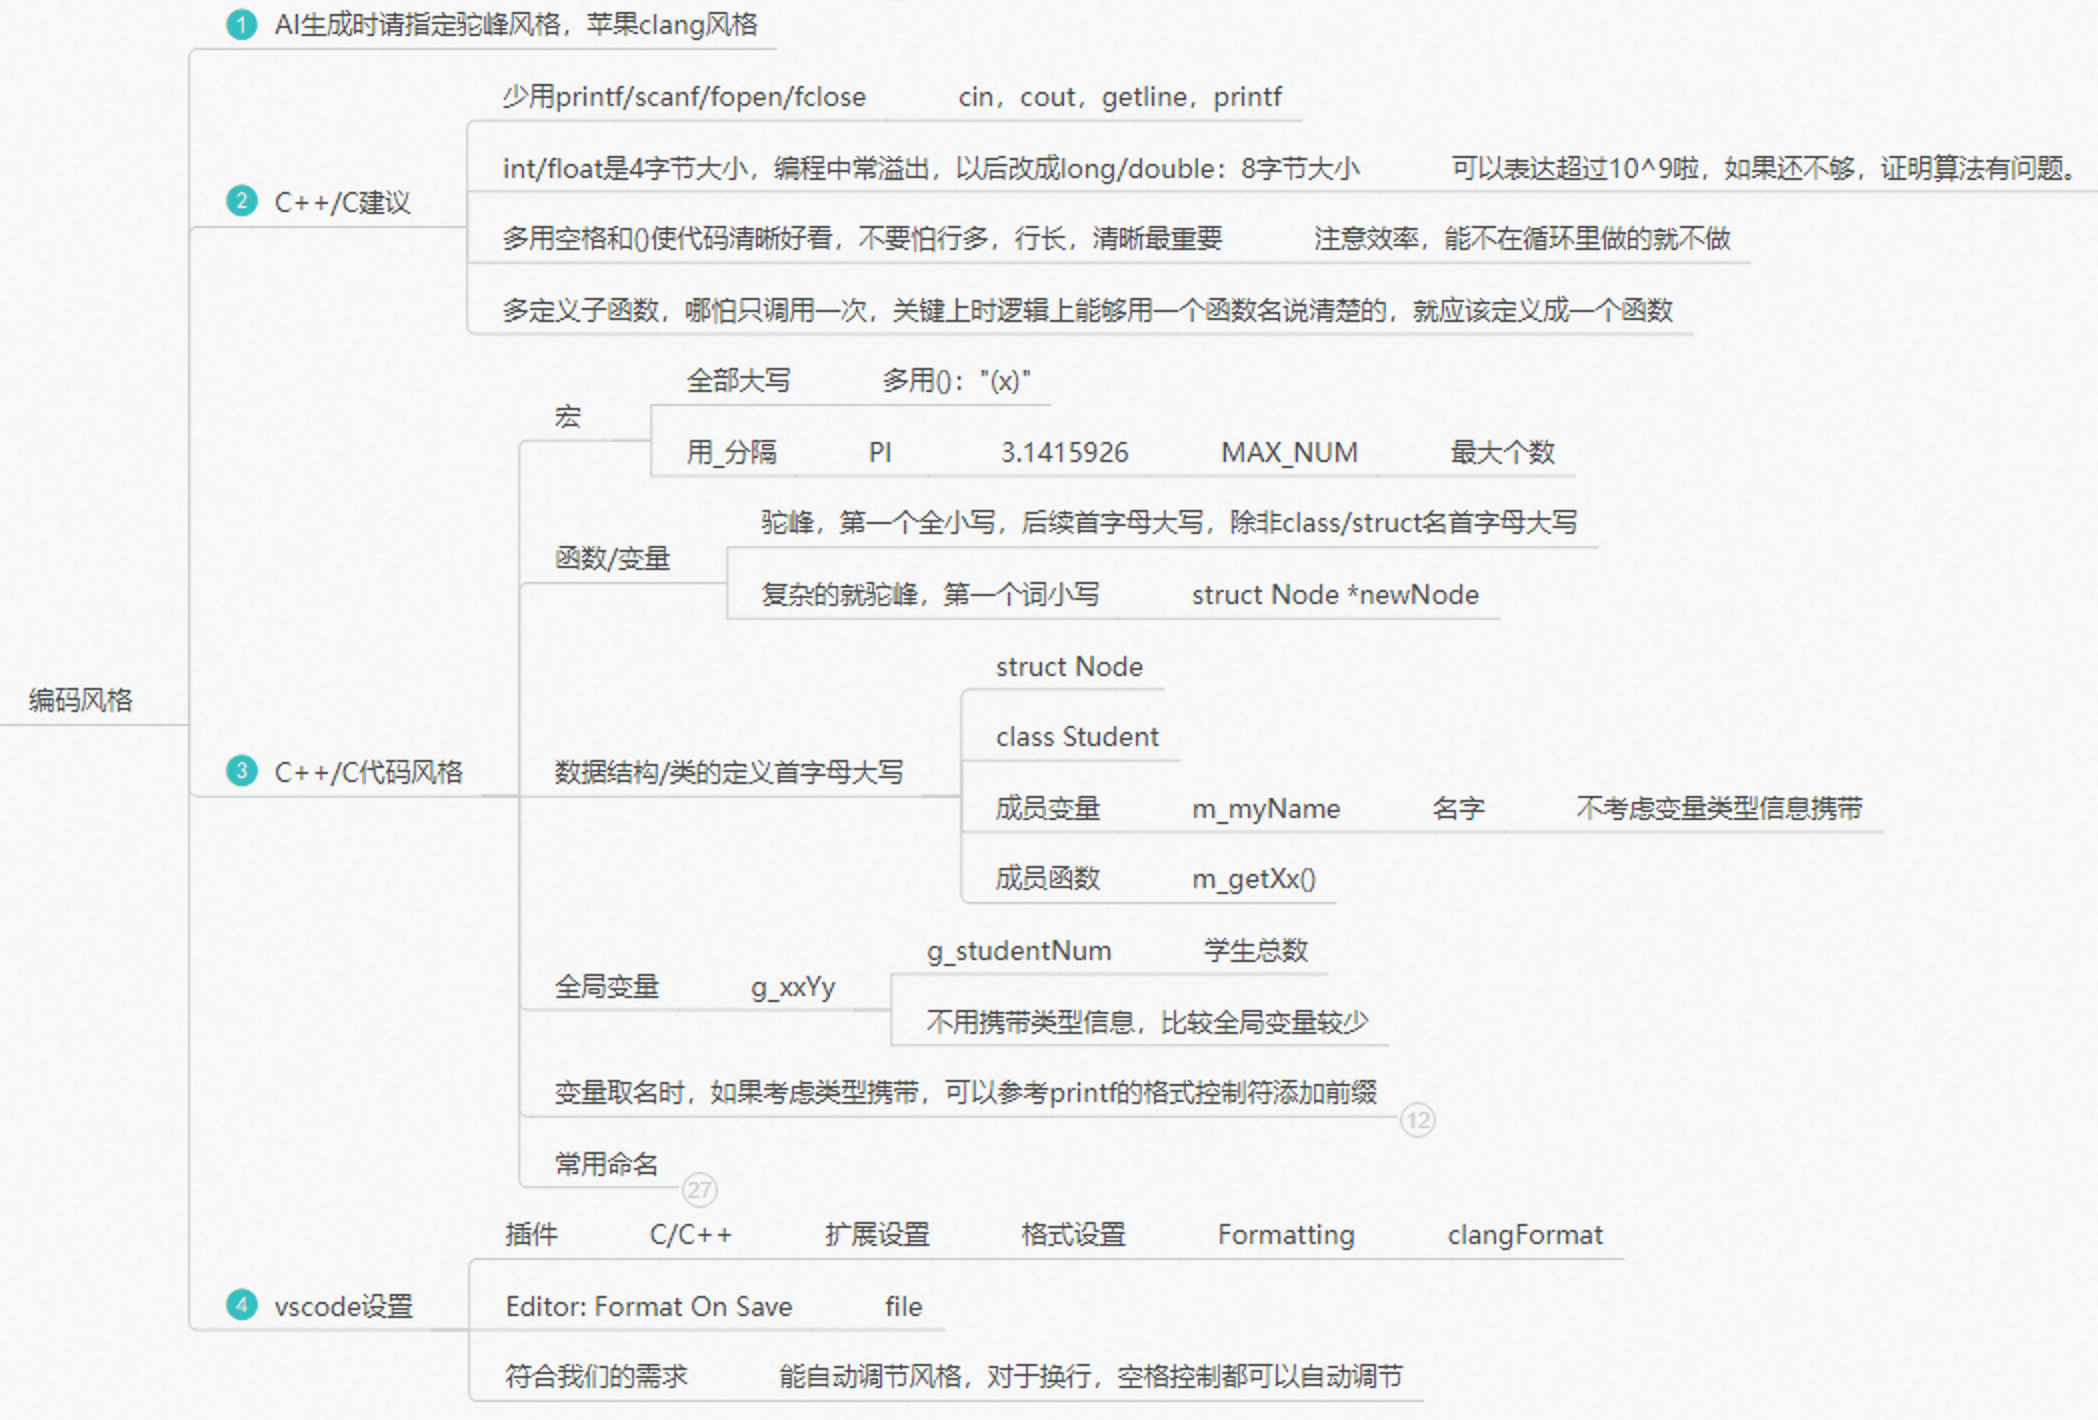 1 AI生成时请指定驼峰风格，苹果clang风格
少用printf/scanf/fopen/fclose cin，cout，getline，printf
int/float是4字节大小，编程中常溢出，以后改成long/double：8字节大小 可以表达超过10^9啦，如果还不够，证明算法有问题。
2 C++/C建议
多用空格和()使代码清晰好看，不要怕行多，行长，清晰最重要 注意效率，能不在循环里做的就不做
多定义子函数，哪怕只调用一次，关键上时逻辑上能够用一个函数名说清楚的，就应该定义成一个函数
全部大写 多用()："(x)"
宏
用_分隔 PI 3.1415926 MAX_NUM 最大个数
驼峰，第一个全小写，后续首字母大写，除非class/struct名首字母大写
函数/变量
复杂的就驼峰，第一个词小写 struct Node *newNode
struct Node
编码风格
class Student
3 C++/C代码风格 数据结构/类的定义首字母大写
成员变量 m_myName 名字 不考虑变量类型信息携带
成员函数 m_getXx()
g_studentNum 学生总数
全局变量 g_xxYy
不用携带类型信息，比较全局变量较少
变量取名时，如果考虑类型携带，可以参考printf的格式控制符添加前缀 12
常用命名 27
插件 C/C++ 扩展设置 格式设置 Formatting clangFormat
4 vscode设置 Editor: Format On Save file
符合我们的需求 能自动调节风格，对于换行，空格控制都可以自动调节